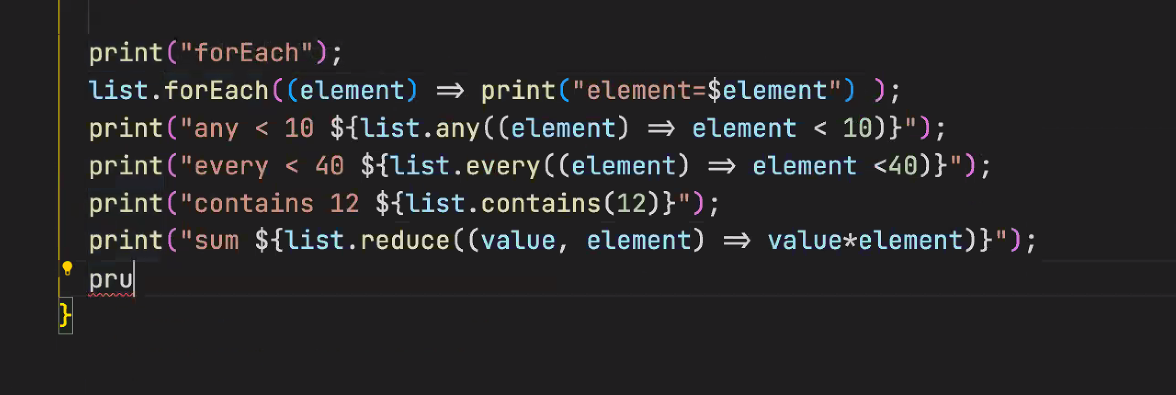 print("forEach");
list.forEach((element) => print("element=$element") );
print("any < 10 ${list.any((element) => element < 10)}");
print("every < 40 ${list.every((element) => element <40)}");
print("contains 12 ${list.contains(12)}");
print("sum ${list.reduce((value, element) => value*element)}");
pru
}